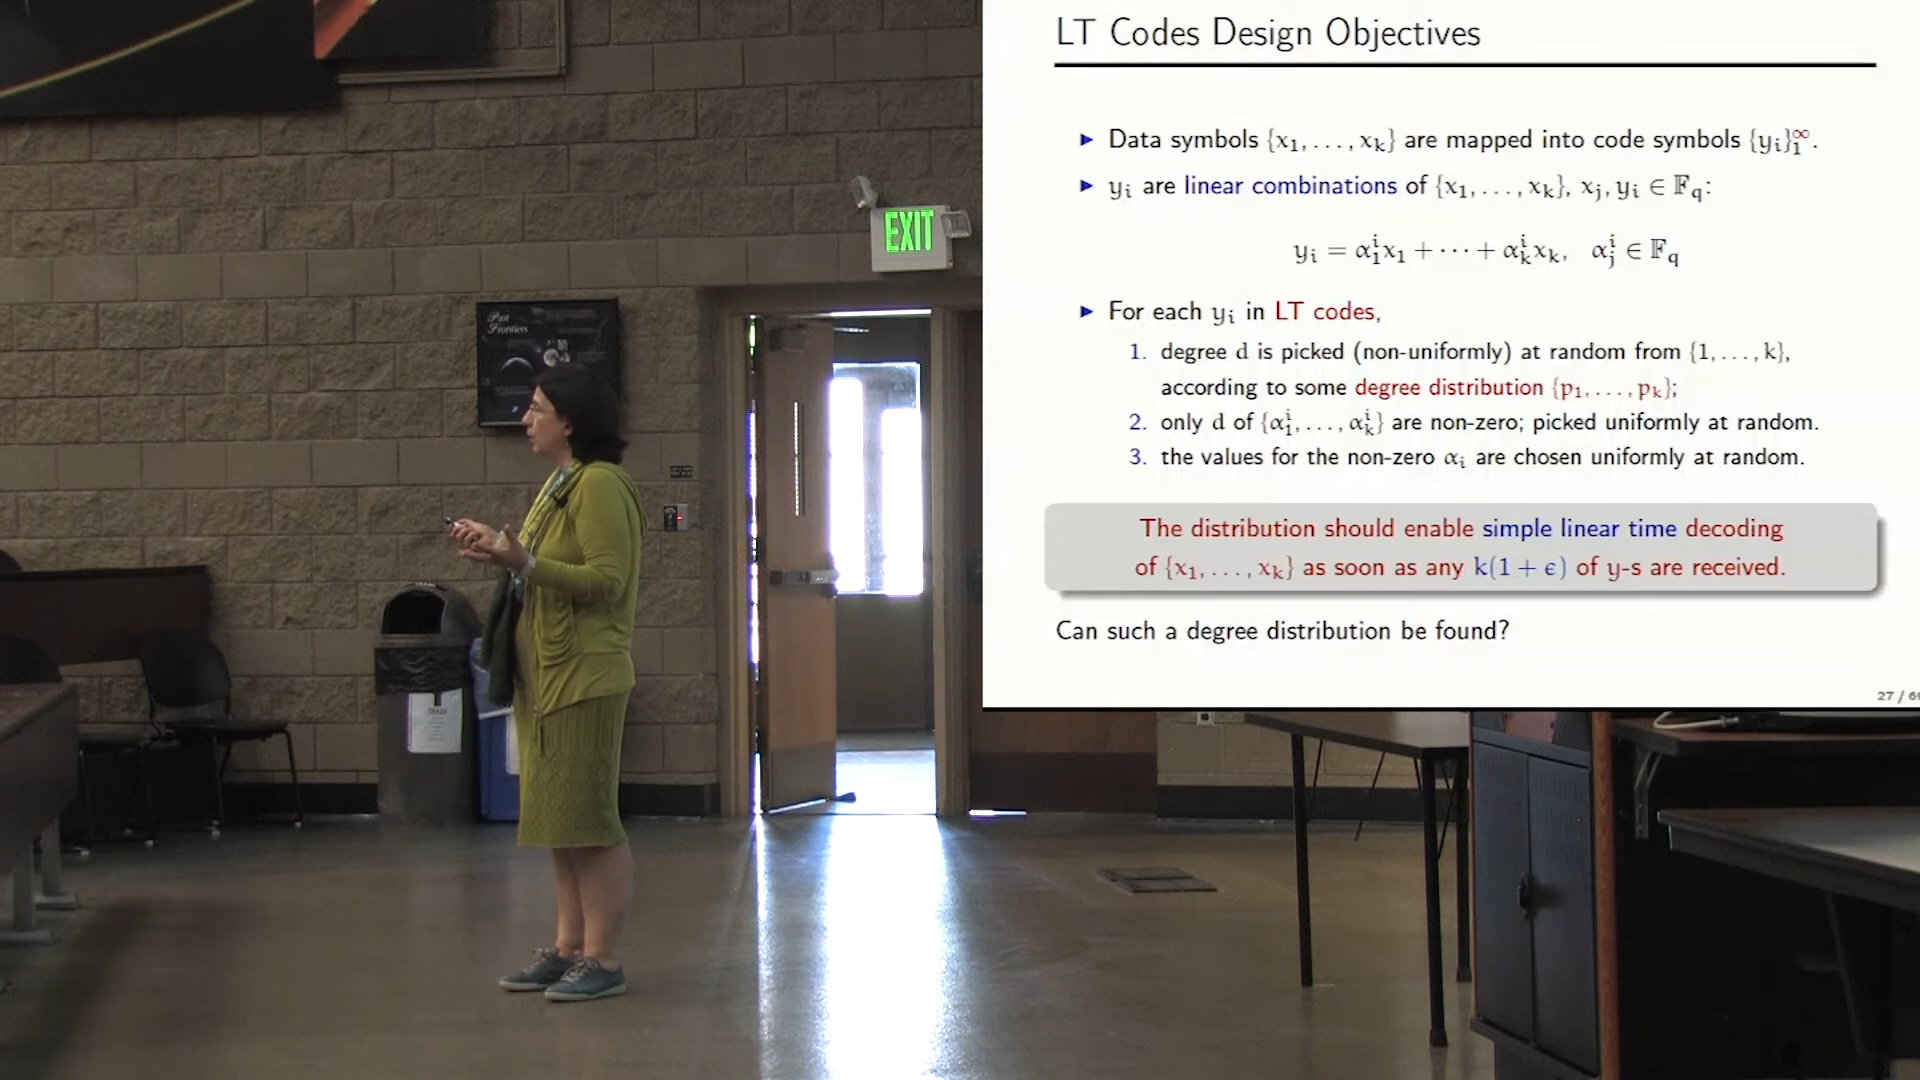 LT Codes Design Objectives
▶ Data symbols {x₁, . . . , xₖ} are mapped into code symbols {yᵢ}₁^∞.
▶ yᵢ are linear combinations of {x₁, . . . , xₖ}, xⱼ, yᵢ ∈ 𝔽_q:
yᵢ = α₁ⁱx₁ + · · · + αₖⁱxₖ, αⱼⁱ ∈ 𝔽_q
▶ For each yᵢ in LT codes,
1. degree d is picked (non-uniformly) at random from {1, . . . , k},
according to some degree distribution {p₁, . . . , pₖ};
2. only d of {α₁ⁱ, . . . , αₖⁱ} are non-zero; picked uniformly at random.
3. the values for the non-zero αᵢ are chosen uniformly at random.
The distribution should enable simple linear time decoding
of {x₁, . . . , xₖ} as soon as any k(1 + ϵ) of y-s are received.
Can such a degree distribution be found?
27 / 6
EXIT
Past
Frontiers
TRASH